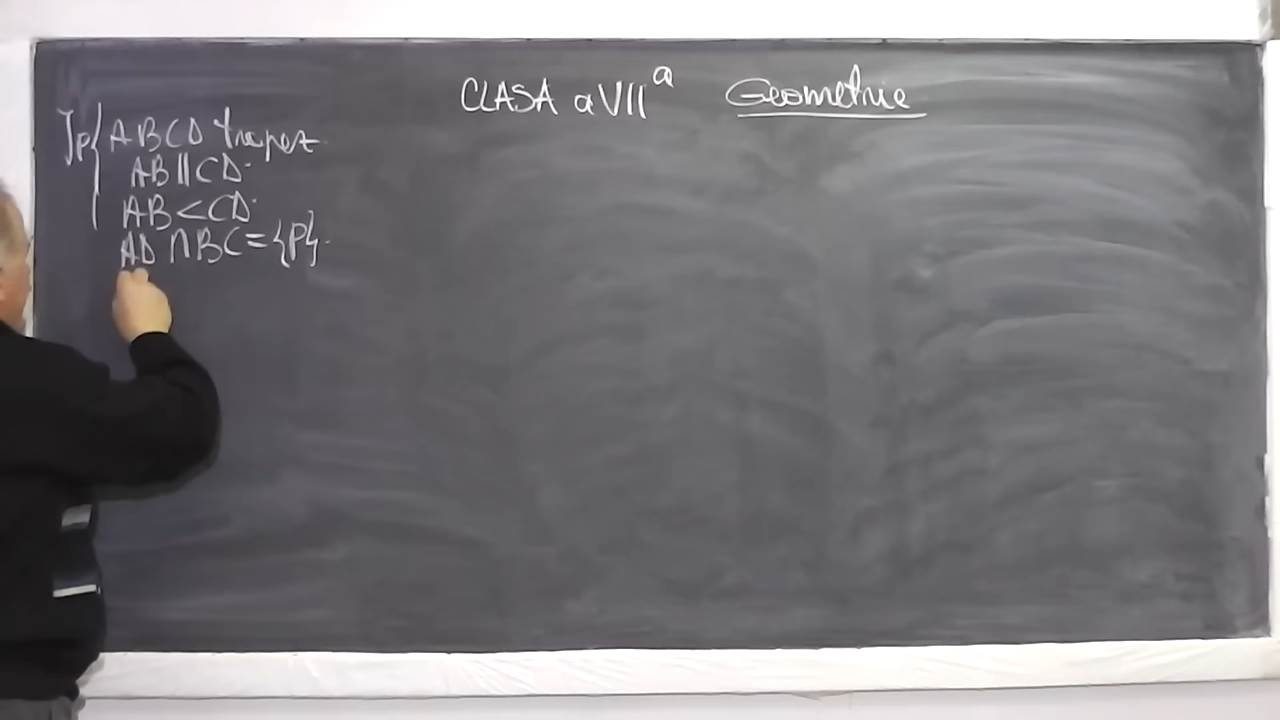 CLASA a VII a Geometrie
Ip { ABCD trapez
AB || CD
AB < CD
AD ∩ BC = {P}